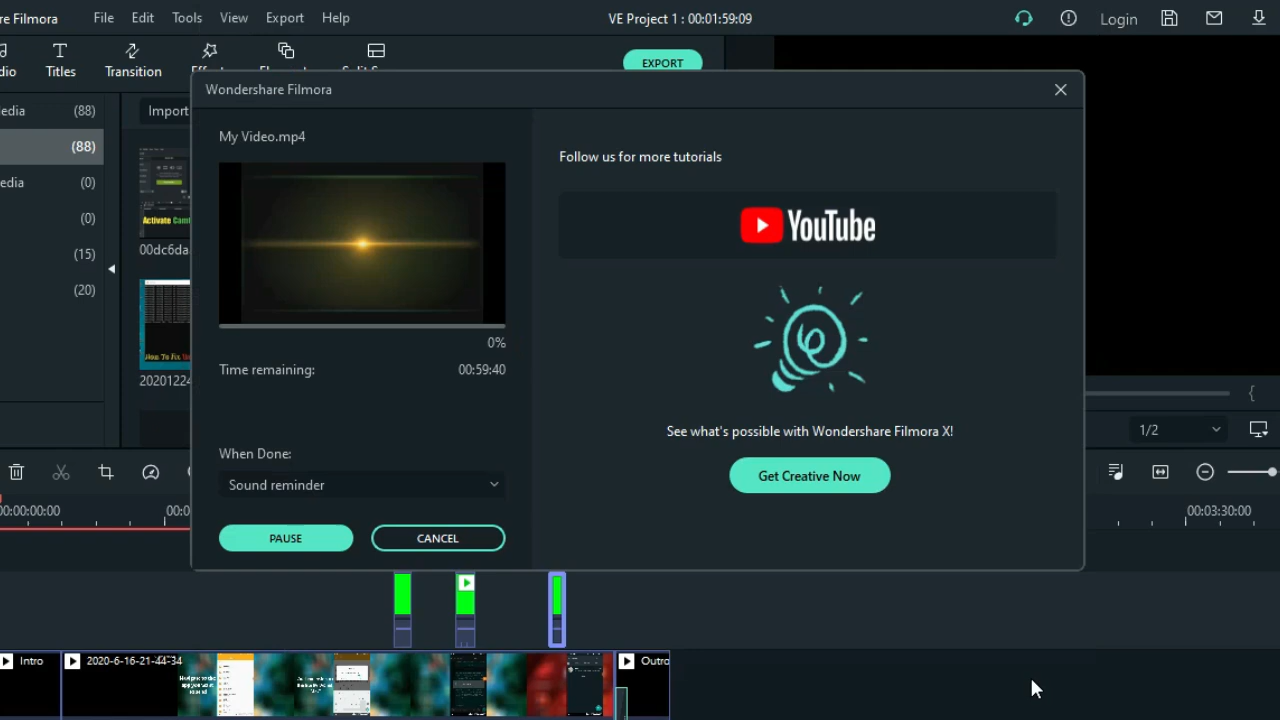 re Filmora File Edit Tools View Export Help VE Project 1 : 00:01:59:09 Login
dio Titles Transition EXPORT
Wondershare Filmora
edia (88) Import
My Video.mp4
(88)
Follow us for more tutorials
edia (0)
(0)
Activate
YouTube
00dc6da
(15)
(20)
0%
Time remaining: 00:59:40
20201224
1/2
See what's possible with Wondershare Filmora X!
When Done:
Get Creative Now
Sound reminder
00:00:00:00 00:0 00:03:30:00
PAUSE CANCEL
Intro 2020-6-16-21-44-34 Outro